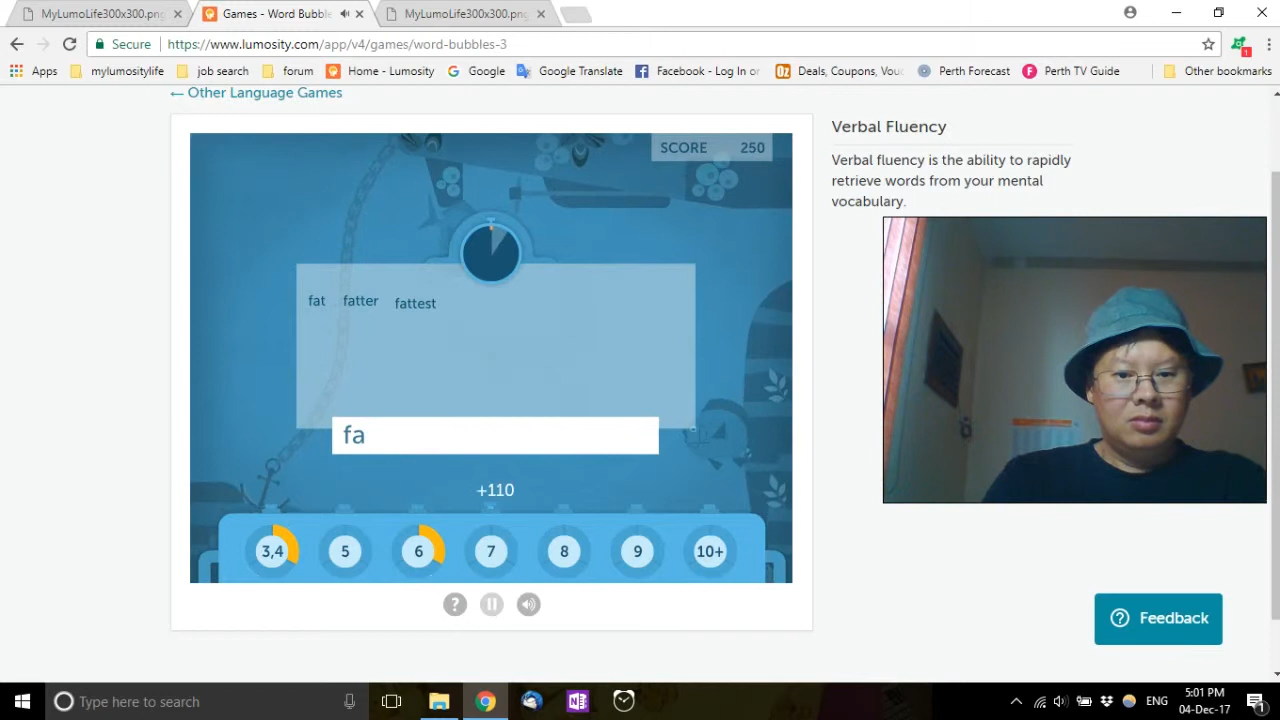 MyLumoLife300x300.png
Games - Word Bubble
MyLumoLife300x300.png
Secure
https://www.lumosity.com/app/v4/games/word-bubbles-3
1
Apps
mylumositylife
job search
forum
Home - Lumosity
Google
Google Translate
Facebook - Log In or
Oz
Deals, Coupons, Vouc
Perth Forecast
Perth TV Guide
Other bookmarks
← Other Language Games
SCORE 250
fat fatter fattest
fa
+110
3,4 5 6 7 8 9 10+
?
Verbal Fluency
Verbal fluency is the ability to rapidly
retrieve words from your mental
vocabulary.
? Feedback
Type here to search
ENG
5:01 PM
04-Dec-17
1